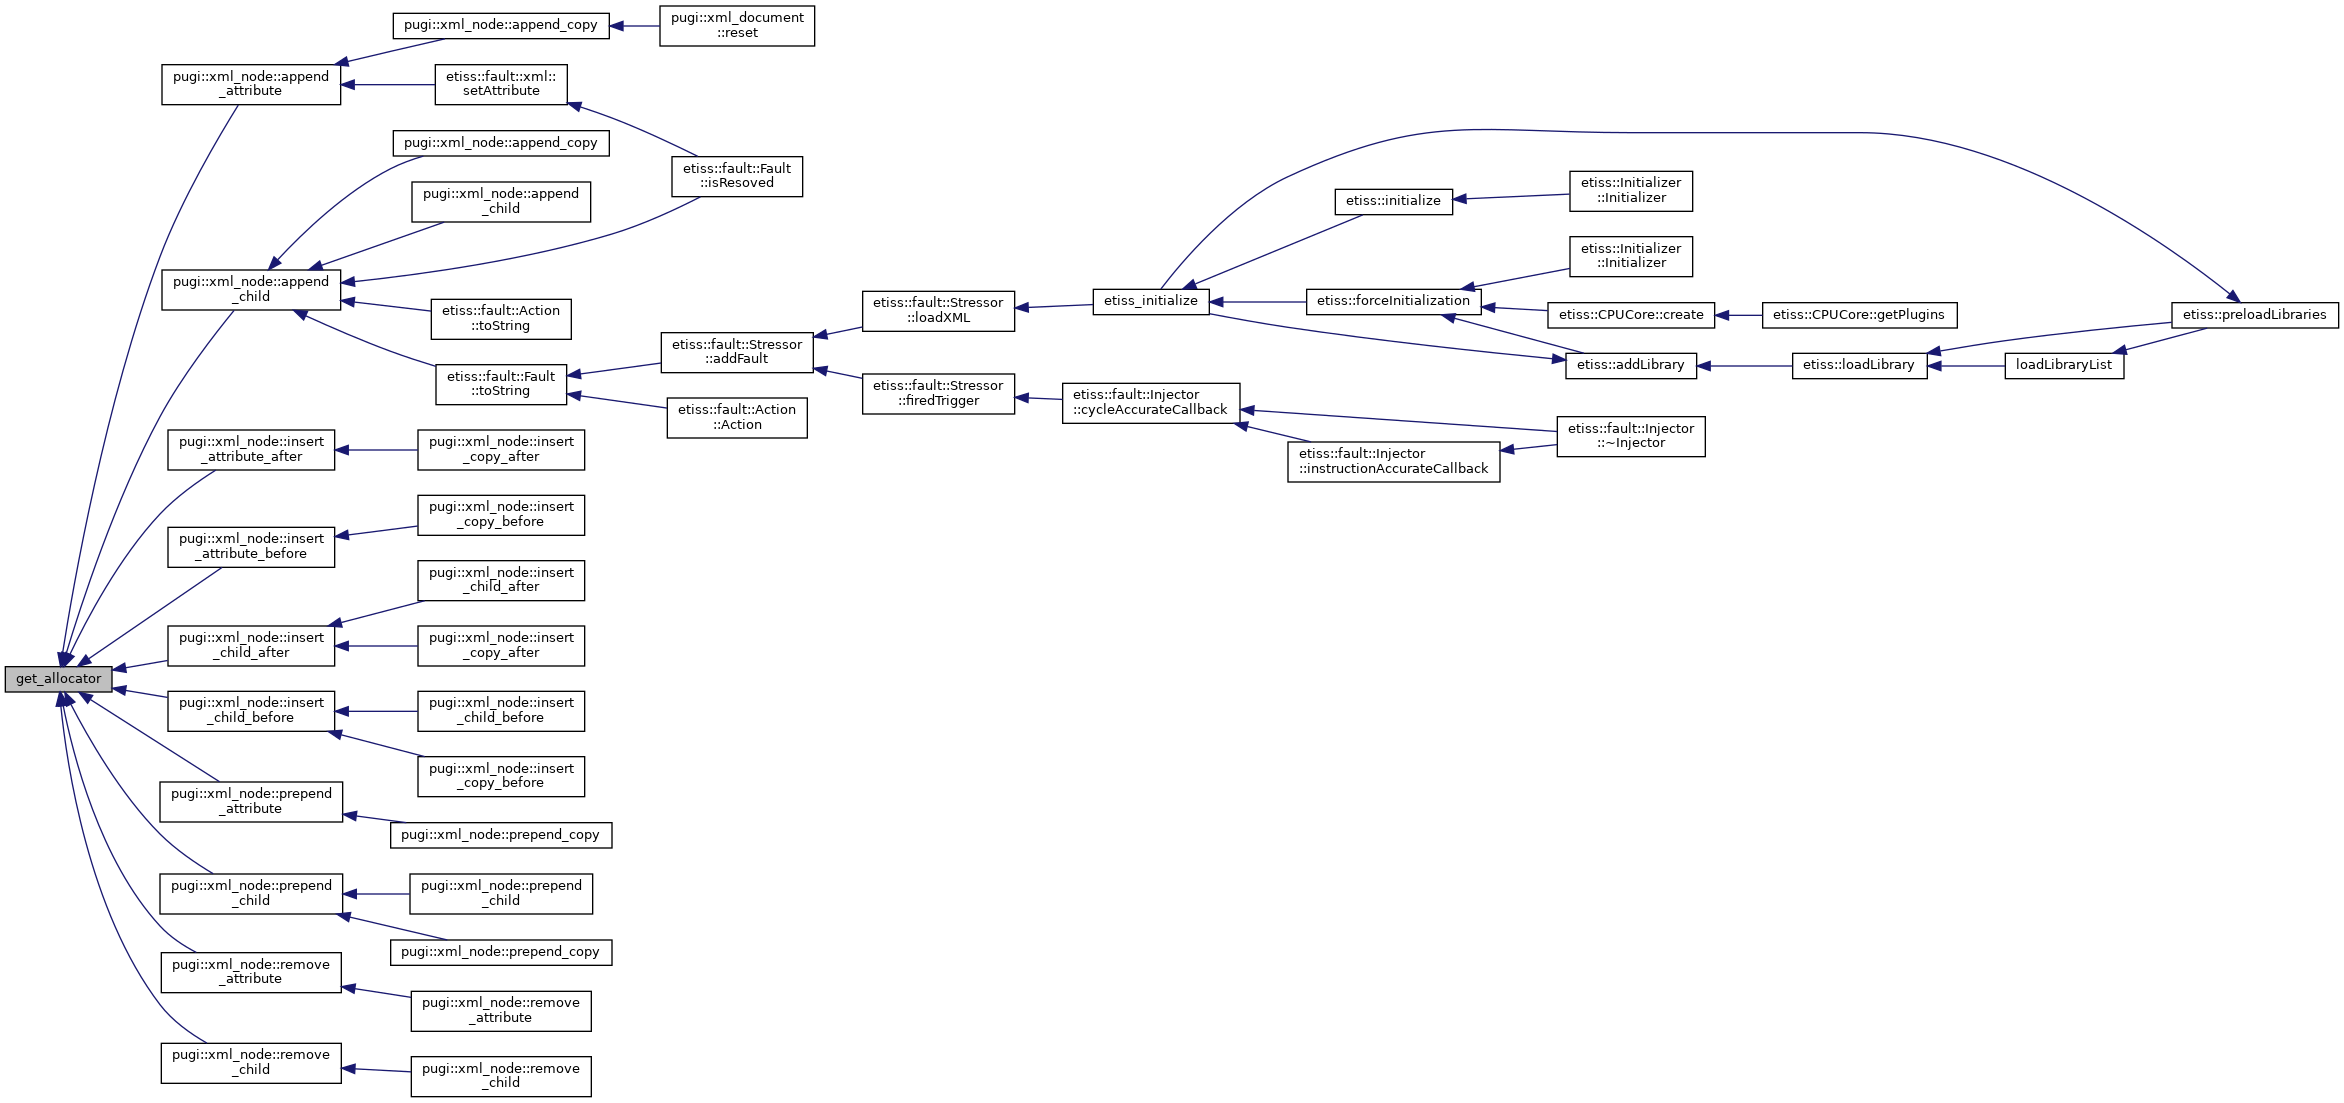 get_allocator
pugi::xml_node::append
_attribute
pugi::xml_node::append_copy
pugi::xml_document
::reset
etiss::fault::xml::
setAttribute
etiss::fault::Fault
::isResoved
pugi::xml_node::append
_child
pugi::xml_node::append_copy
pugi::xml_node::append
_child
etiss::fault::Action
::toString
etiss::fault::Fault
::toString
etiss::fault::Stressor
::addFault
etiss::fault::Action
::Action
etiss::fault::Stressor
::loadXML
etiss::fault::Stressor
::firedTrigger
etiss_initialize
etiss::initialize
etiss::Initializer
::Initializer
etiss::forceInitialization
etiss::Initializer
::Initializer
etiss::CPUCore::create
etiss::CPUCore::getPlugins
etiss::addLibrary
etiss::loadLibrary
loadLibraryList
etiss::preloadLibraries
etiss::fault::Injector
::cycleAccurateCallback
etiss::fault::Injector
::~Injector
etiss::fault::Injector
::instructionAccurateCallback
pugi::xml_node::insert
_attribute_after
pugi::xml_node::insert
_copy_after
pugi::xml_node::insert
_attribute_before
pugi::xml_node::insert
_copy_before
pugi::xml_node::insert
_child_after
pugi::xml_node::insert
_child_after
pugi::xml_node::insert
_copy_after
pugi::xml_node::insert
_child_before
pugi::xml_node::insert
_child_before
pugi::xml_node::insert
_copy_before
pugi::xml_node::prepend
_attribute
pugi::xml_node::prepend_copy
pugi::xml_node::prepend
_child
pugi::xml_node::prepend
_child
pugi::xml_node::prepend_copy
pugi::xml_node::remove
_attribute
pugi::xml_node::remove
_attribute
pugi::xml_node::remove
_child
pugi::xml_node::remove
_child